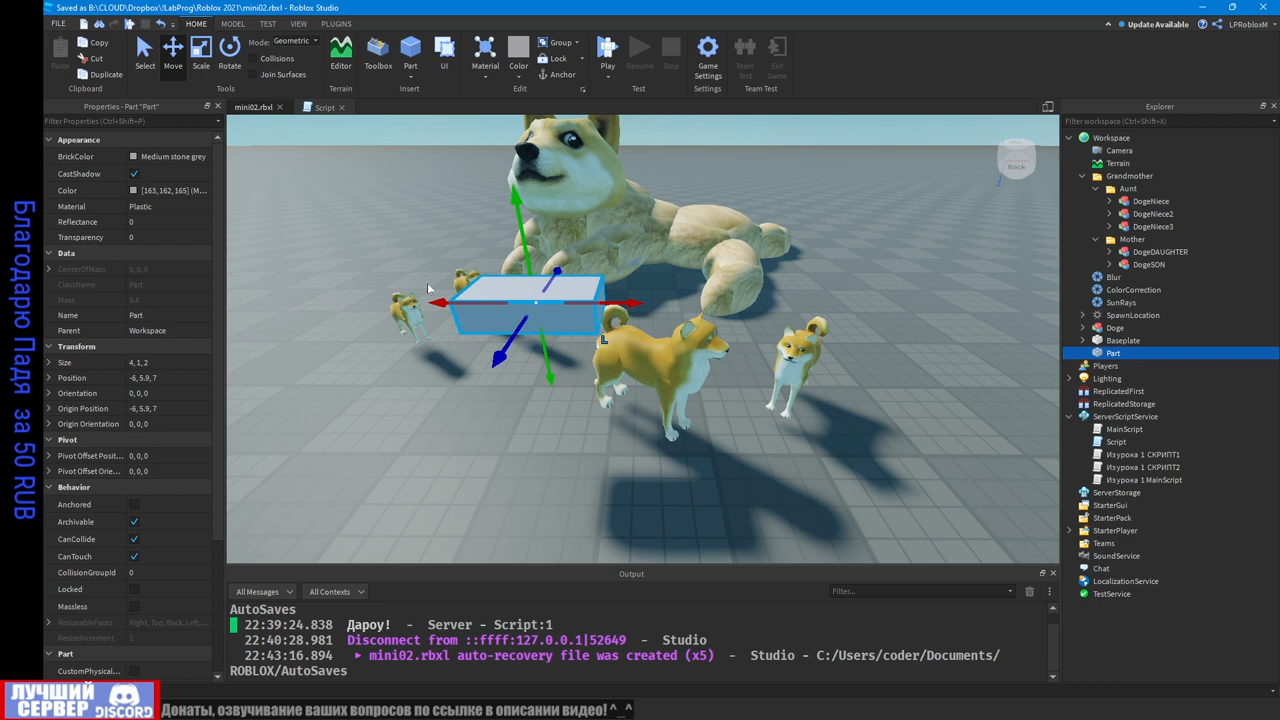 Saved as B:\CLOUD\Dropbox\!LabProg\Roblox 2021\mini02.rbxl - Roblox Studio
FILE
HOME
MODEL
TEST
VIEW
PLUGINS
Update Available
LPRobloxM
Paste
Copy
Cut
Duplicate
Clipboard
Select
Move
Scale
Rotate
Mode: Geometric
Collisions
Join Surfaces
Tools
Editor
Terrain
Toolbox
Part
UI
Insert
Material
Color
Group
Lock
Anchor
Edit
Play
Resume
Stop
Test
Game Settings
Settings
Team Test
Exit Game
Team Test
Properties - Part "Part"
Filter Properties (Ctrl+Shift+P)
Appearance
BrickColor Medium stone grey
CastShadow
Color [163, 162, 165] (M...
Material Plastic
Reflectance 0
Transparency 0
Data
CenterOfMass 0, 0, 0
ClassName Part
Mass 5.6
Name Part
Parent Workspace
Transform
Size 4, 1, 2
Position -6, 5.9, 7
Orientation 0, 0, 0
Origin Position -6, 5.9, 7
Origin Orientation 0, 0, 0
Pivot
Pivot Offset Posit... 0, 0, 0
Pivot Offset Orie... 0, 0, 0
Behavior
Anchored
Archivable
CanCollide
CanTouch
CollisionGroupId 0
Locked
Massless
ResizeableFaces Right, Top, Back, Left,...
ResizeIncrement 1
Part
CustomPhysical...
mini02.rbxl
Script
Back
Z
L
Explorer
Filter workspace (Ctrl+Shift+X)
Workspace
Camera
Terrain
Grandmother
Aunt
DogeNiece
DogeNiece2
DogeNiece3
Mother
DogeDAUGHTER
DogeSON
Blur
ColorCorrection
SunRays
SpawnLocation
Doge
Baseplate
Part
Players
Lighting
ReplicatedFirst
ReplicatedStorage
ServerScriptService
MainScript
Script
Из урока 1 СКРИПТ1
Из урока 1 СКРИПТ2
Из урока 1 MainScript
ServerStorage
StarterGui
StarterPack
StarterPlayer
Teams
SoundService
Chat
LocalizationService
TestService
Output
All Messages
All Contexts
Filter...
AutoSaves
22:39:24.838 Дароу! - Server - Script:1
22:40:28.981 Disconnect from ::ffff:127.0.0.1|52649 - Studio
22:43:16.894 ▸ mini02.rbxl auto-recovery file was created (x5) - Studio - C:/Users/coder/Documents/
ROBLOX/AutoSaves
Благодарю Падя за 50 RUB
ЛУЧШИЙ
СЕРВЕР DISCORD
Донаты, озвучивание ваших вопросов по ссылке в описании видео! ^_^